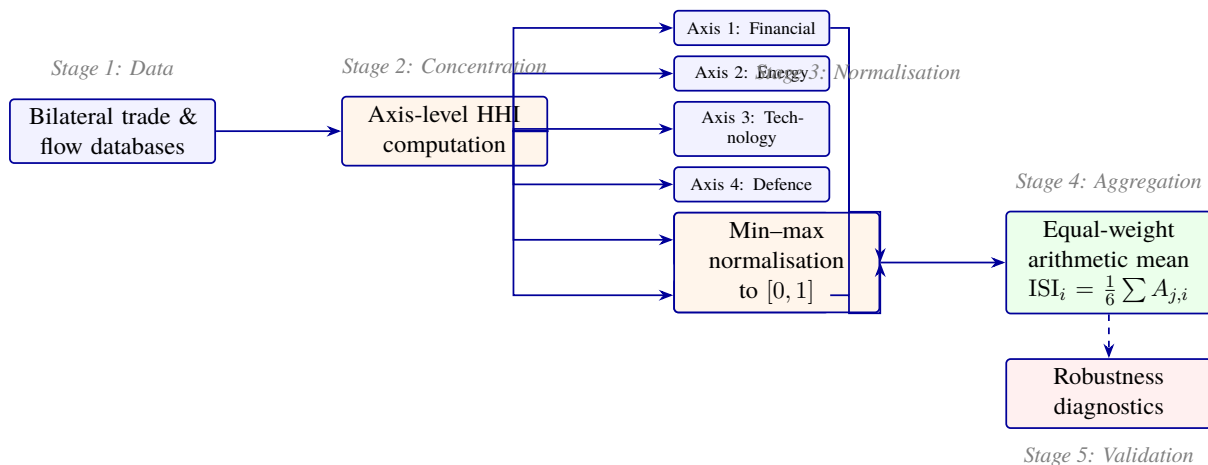 Stage 1: Data
Bilateral trade &
flow databases
Stage 2: Concentration
Axis-level HHI
computation
Axis 1: Financial
Axis 2: Energy
Axis 3: Tech-
nology
Axis 4: Defence
Stage 3: Normalisation
Min–max
normalisation
to [0, 1]
Stage 4: Aggregation
Equal-weight
arithmetic mean
ISIᵢ = 1/6 ∑ Aⱼ,ᵢ
Robustness
diagnostics
Stage 5: Validation